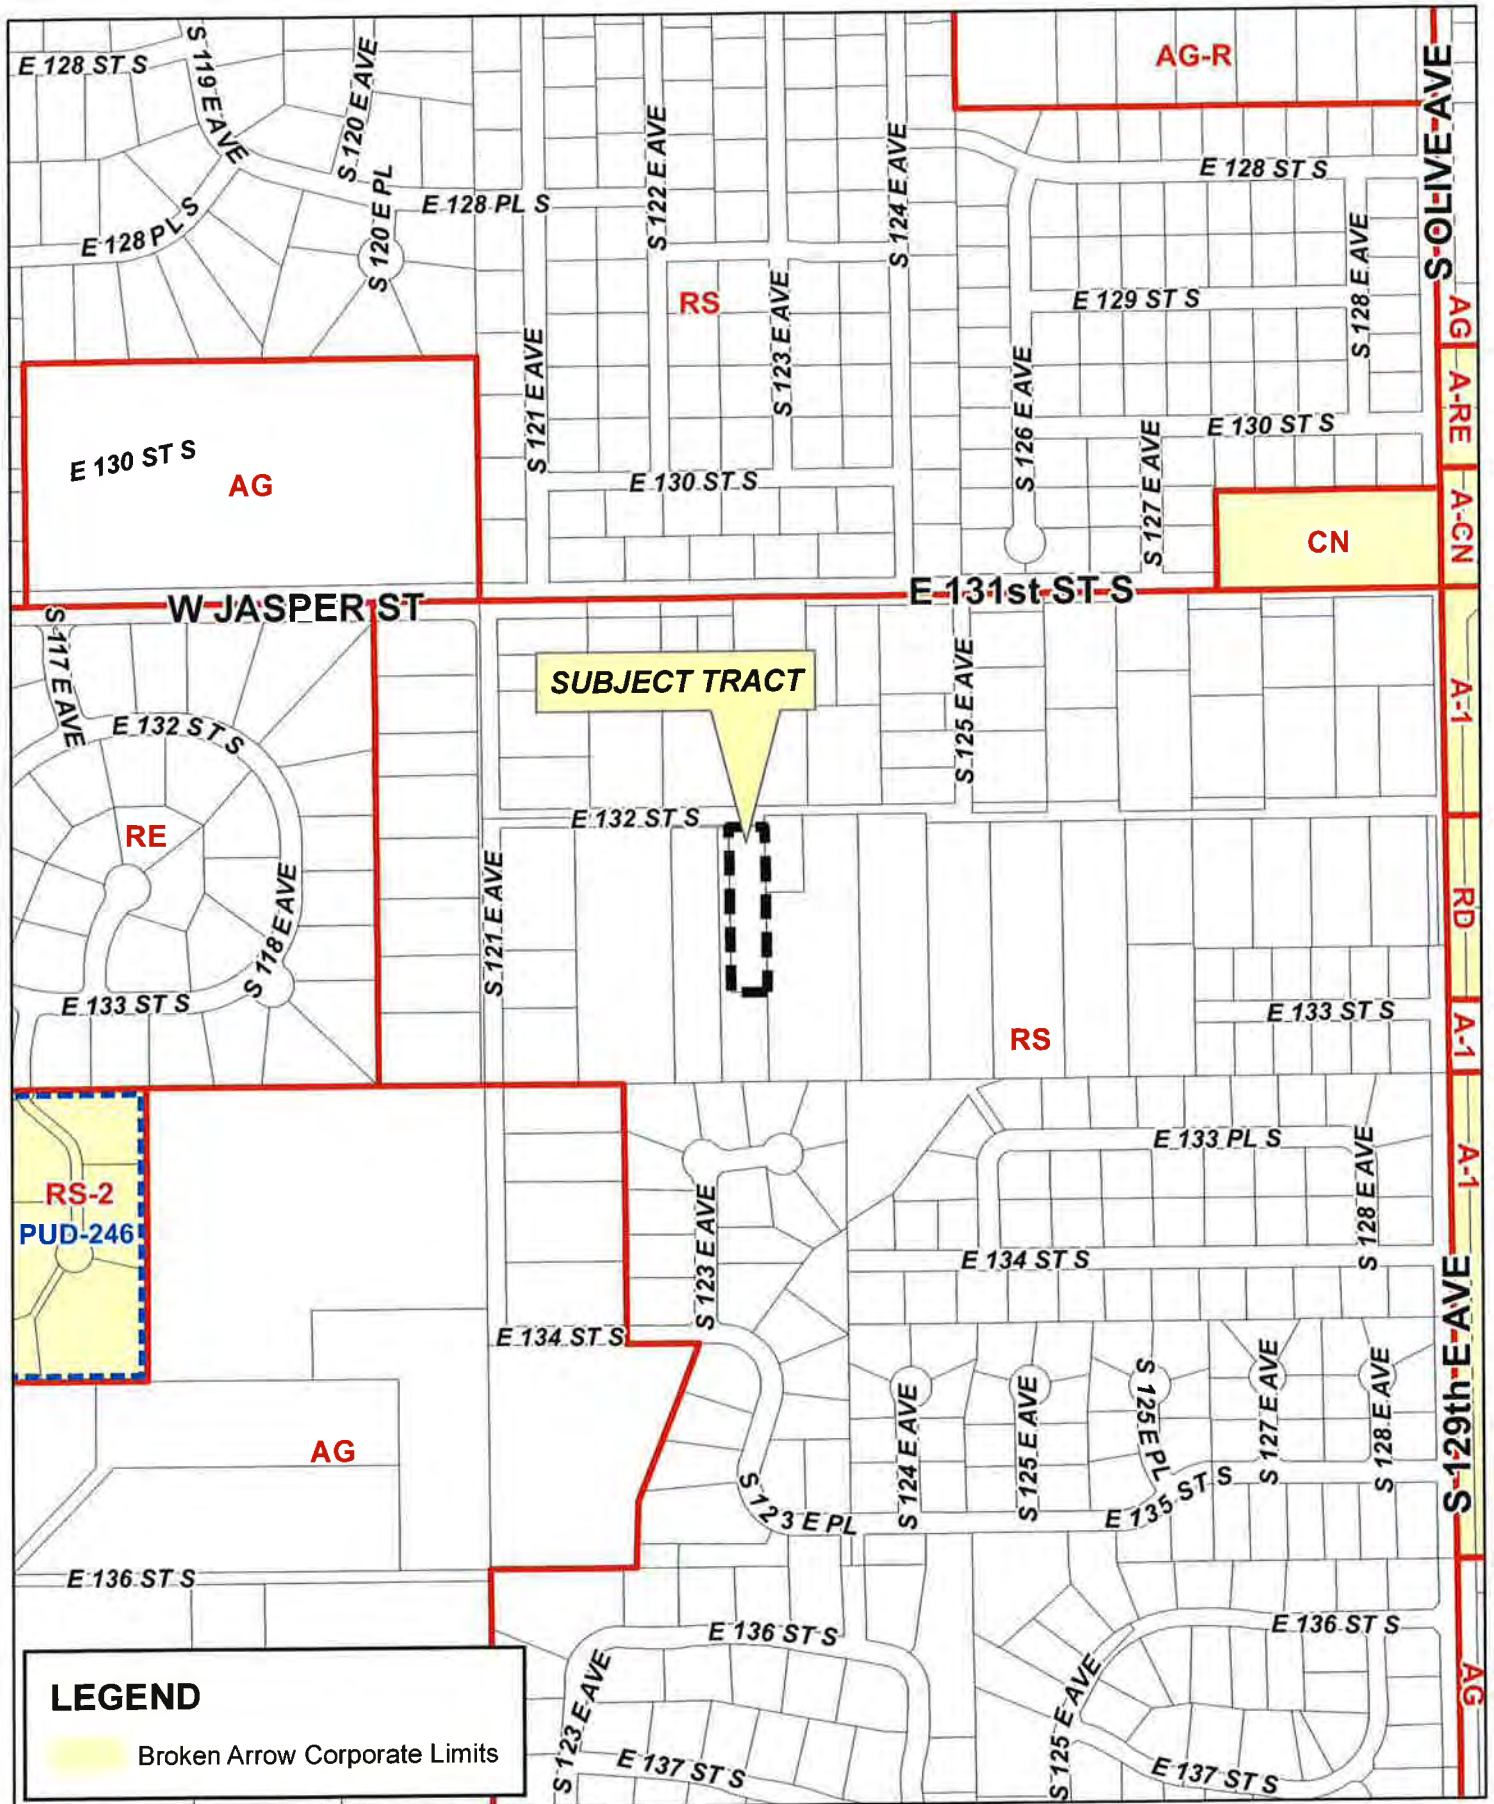 E 128 ST S
S 119 E AVE
S 120 E AVE
AG-R
S OLIVE AVE
S 122 E AVE
S 124 E AVE
E 128 ST S
S 120 E PL
E 128 PL S
E 128 PL S
S 128 E AVE
RS
E 129 ST S
S 123 E AVE
AG
S 121 E AVE
S 126 E AVE
A-RE
E 130 ST S
AG
E 130 ST S
S 127 E AVE
E 130 ST S
A-CN
CN
W JASPER ST
E 131st ST S
S 117 E AVE
SUBJECT TRACT
S 125 E AVE
A-1
E 132 ST S
RE
E 132 ST S
S 118 E AVE
S 121 E AVE
RD
E 133 ST S
E 133 ST S
RS
A-1
E 133 PL S
S 128 E AVE
A-1
RS-2
PUD-246
S 123 E AVE
E 134 ST S
E 134 ST S
S 129th E AVE
S 124 E AVE
S 125 E AVE
S 125 E PL
S 127 E AVE
S 128 E AVE
AG
S 123 E PL
E 135 ST S
E 136 ST S
E 136 ST S
E 136 ST S
AG
LEGEND
Broken Arrow Corporate Limits
S 123 E AVE
E 137 ST S
S 125 E AVE
E 137 ST S